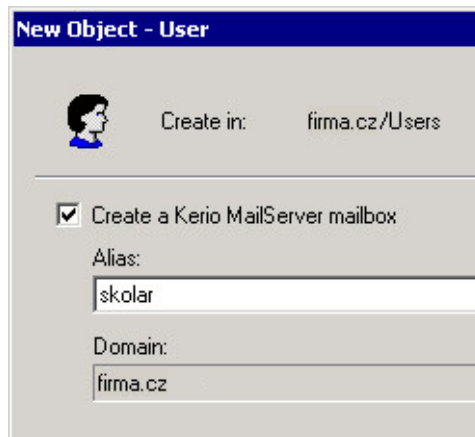 New Object - User
Create in: firma.cz/Users
Create a Kerio MailServer mailbox
Alias:
skolar
Domain:
firma.cz